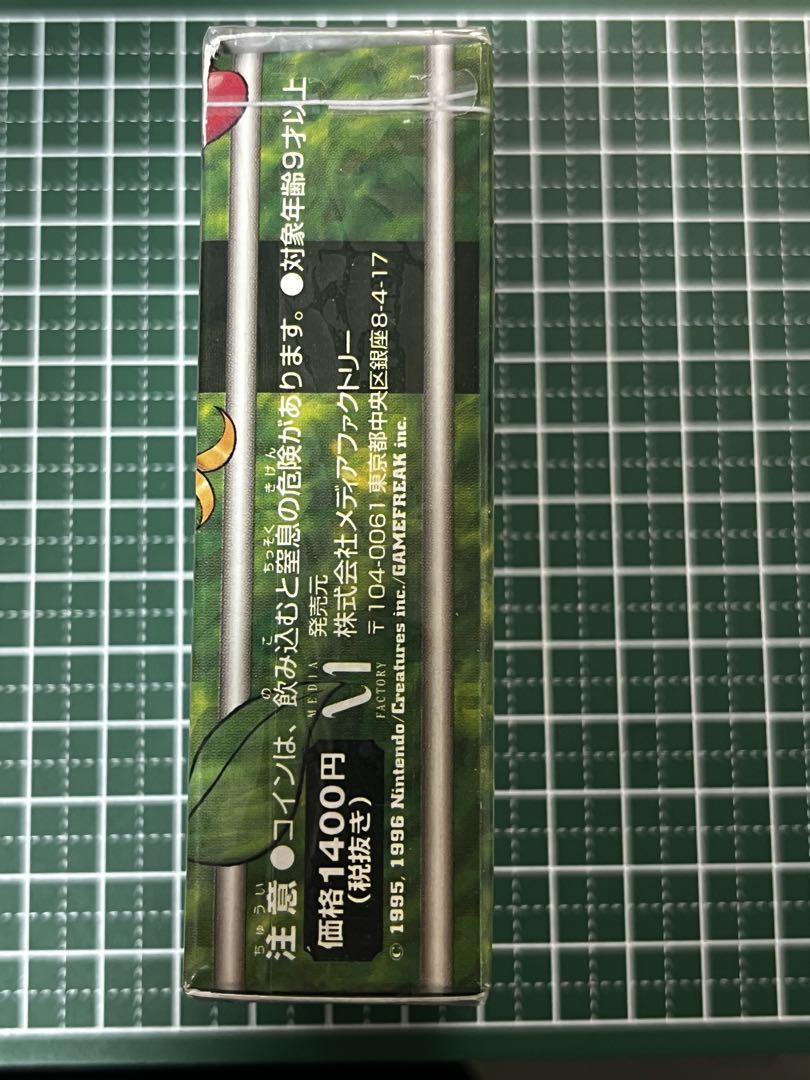 ちゅうい
注意 ●コインは、飲み込むと窒息の危険があります。 ●対象年齢9才以上
の こ ちっそく きけん
価格1400円
(税抜き)
MEDIA
FACTORY
発売元
株式会社メディアファクトリー
〒104-0061 東京都中央区銀座8-4-17
© 1995, 1996 Nintendo/Creatures inc./GAMEFREAK inc.